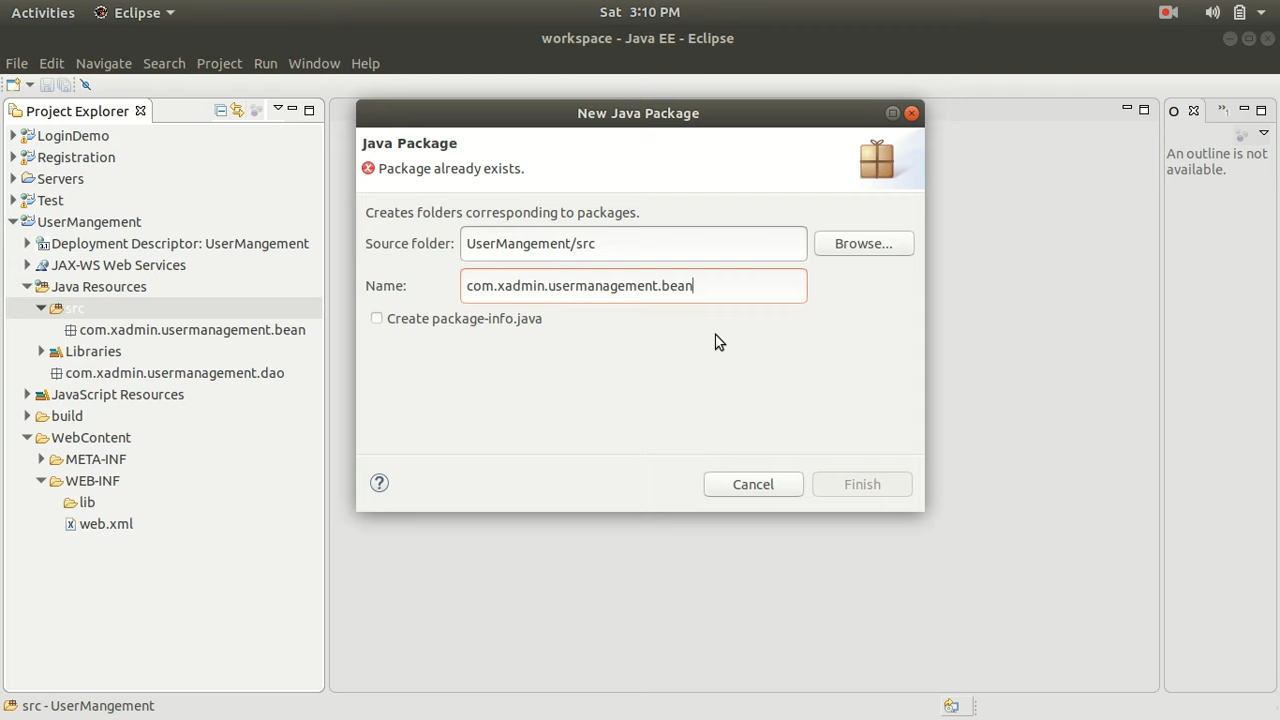 Activities Eclipse Sat 3:10 PM
workspace - Java EE - Eclipse
File Edit Navigate Search Project Run Window Help
Project Explorer
LoginDemo
Registration
Servers
Test
UserMangement
Deployment Descriptor: UserMangement
JAX-WS Web Services
Java Resources
src
com.xadmin.usermanagement.bean
Libraries
com.xadmin.usermanagement.dao
JavaScript Resources
build
WebContent
META-INF
WEB-INF
lib
web.xml
New Java Package
Java Package
Package already exists.
Creates folders corresponding to packages.
Source folder: UserMangement/src Browse...
Name: com.xadmin.usermanagement.bean
Create package-info.java
? Cancel Finish
O
An outline is not
available.
src - UserMangement